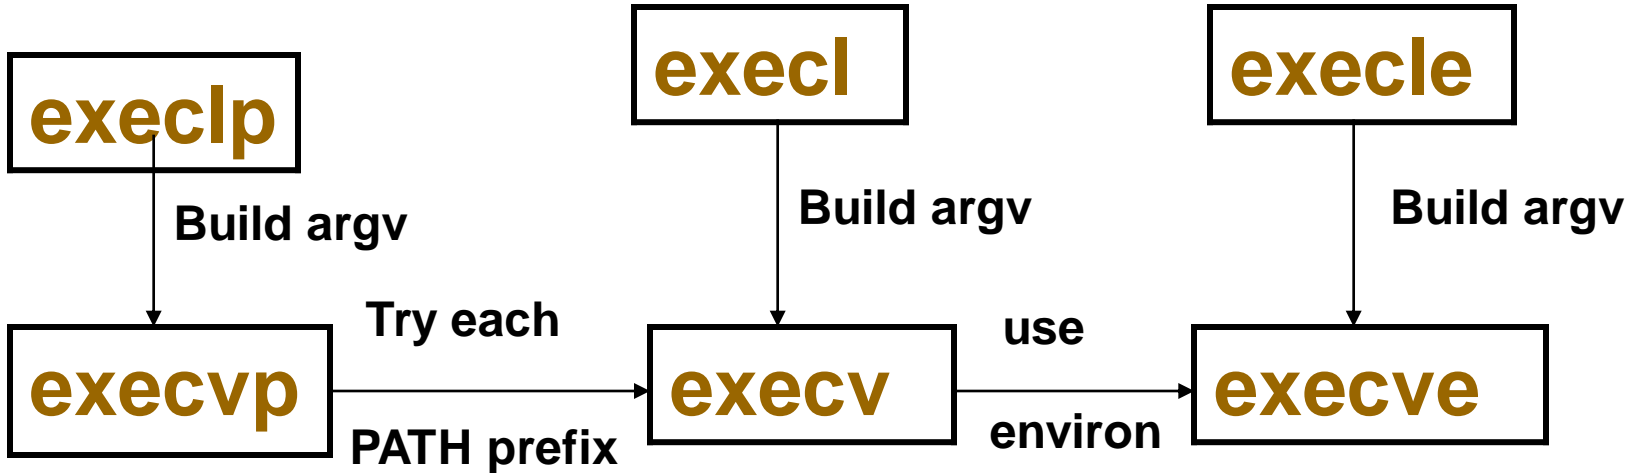 execlp
execl
execle
Build argv
Build argv
Build argv
Try each
use
execvp
execv
execve
PATH prefix
environ